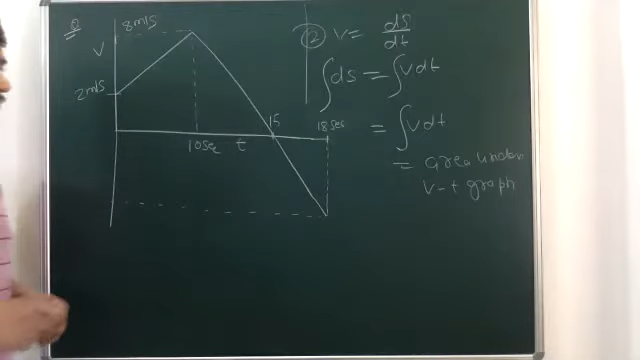 Q
8m/s
V
2m/s
10sec t
15
18sec
② V= dS/dt
∫ds = ∫Vdt
= ∫Vdt
= area under
V-t graph